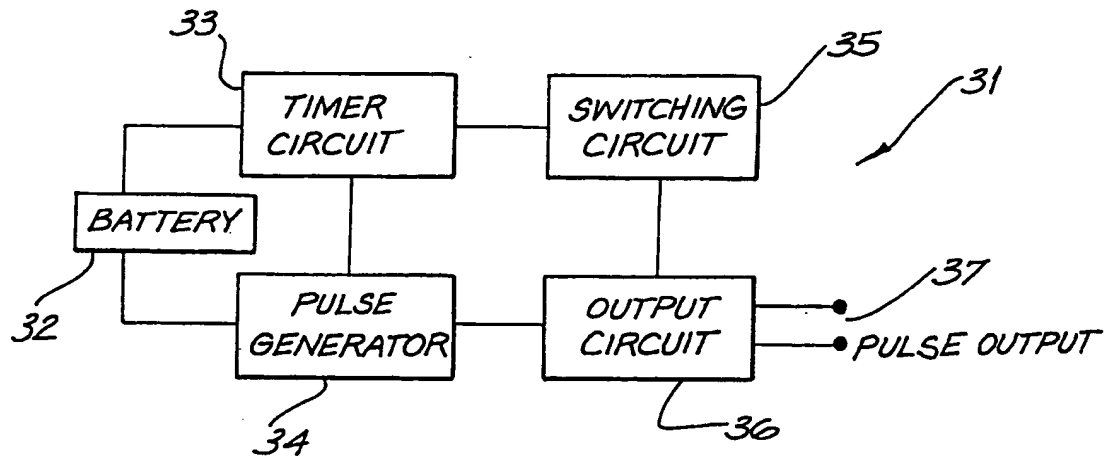 33
35
31
TIMER
CIRCUIT
SWITCHING
CIRCUIT
BATTERY
32
PULSE
GENERATOR
OUTPUT
CIRCUIT
37
PULSE OUTPUT
34
36